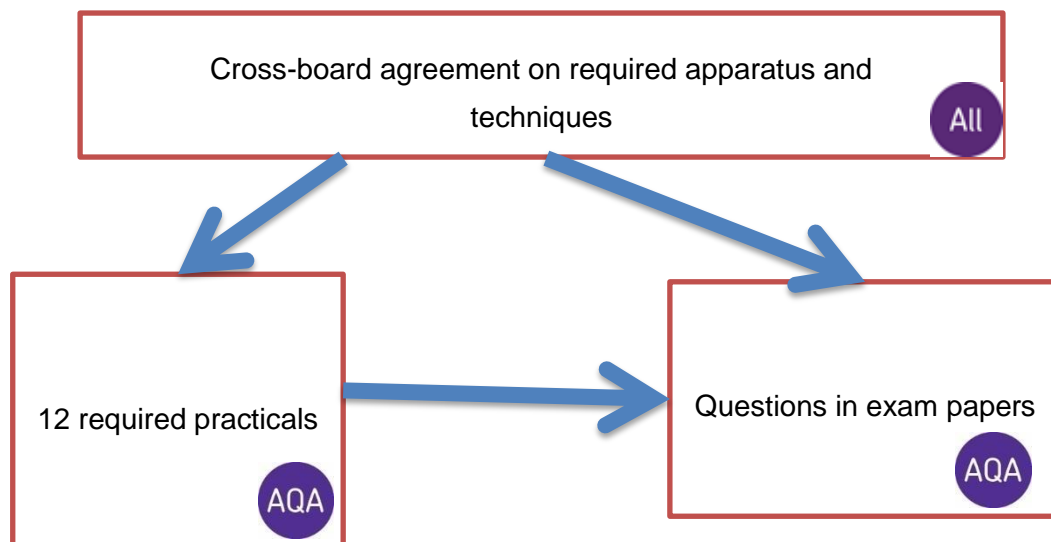 Cross-board agreement on required apparatus and
techniques
All
12 required practicals
AQA
Questions in exam papers
AQA